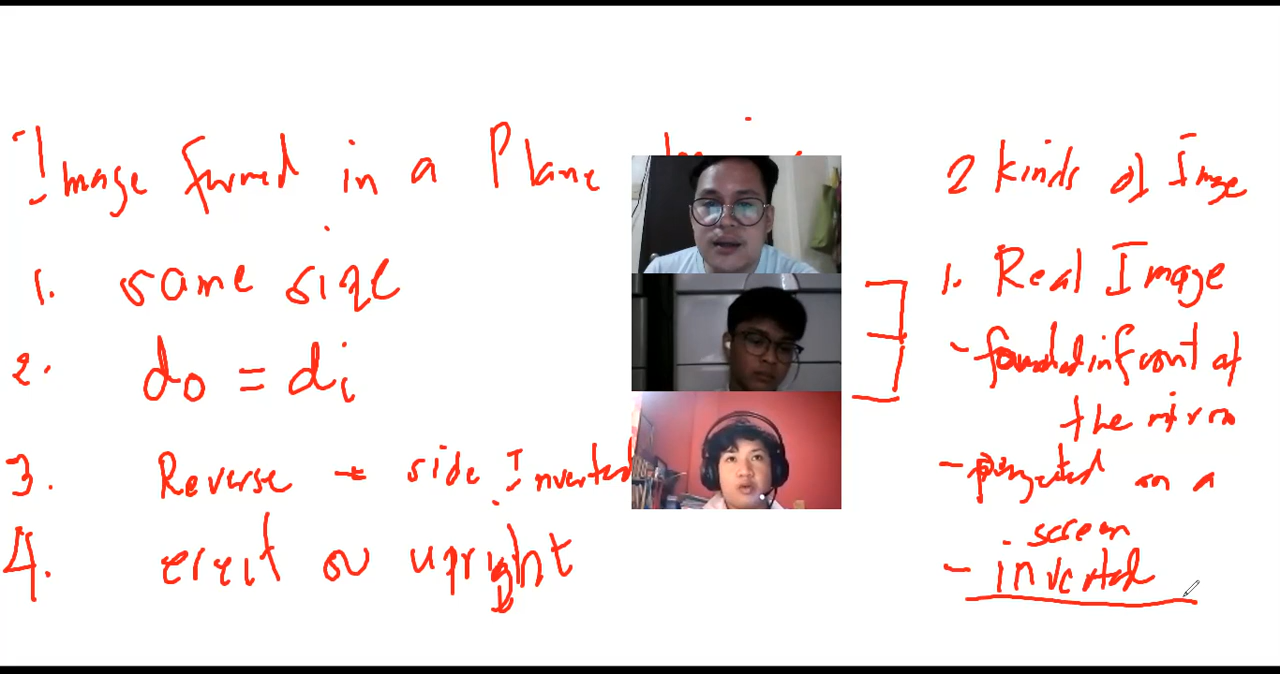 Image formed in a Plane
1. same size
2. do = di
3. Reverse - side Inverted
4. erect or upright
2 kinds of Image
1. Real Image
- found in front of
the mirror
- projected on a
screen
- inverted